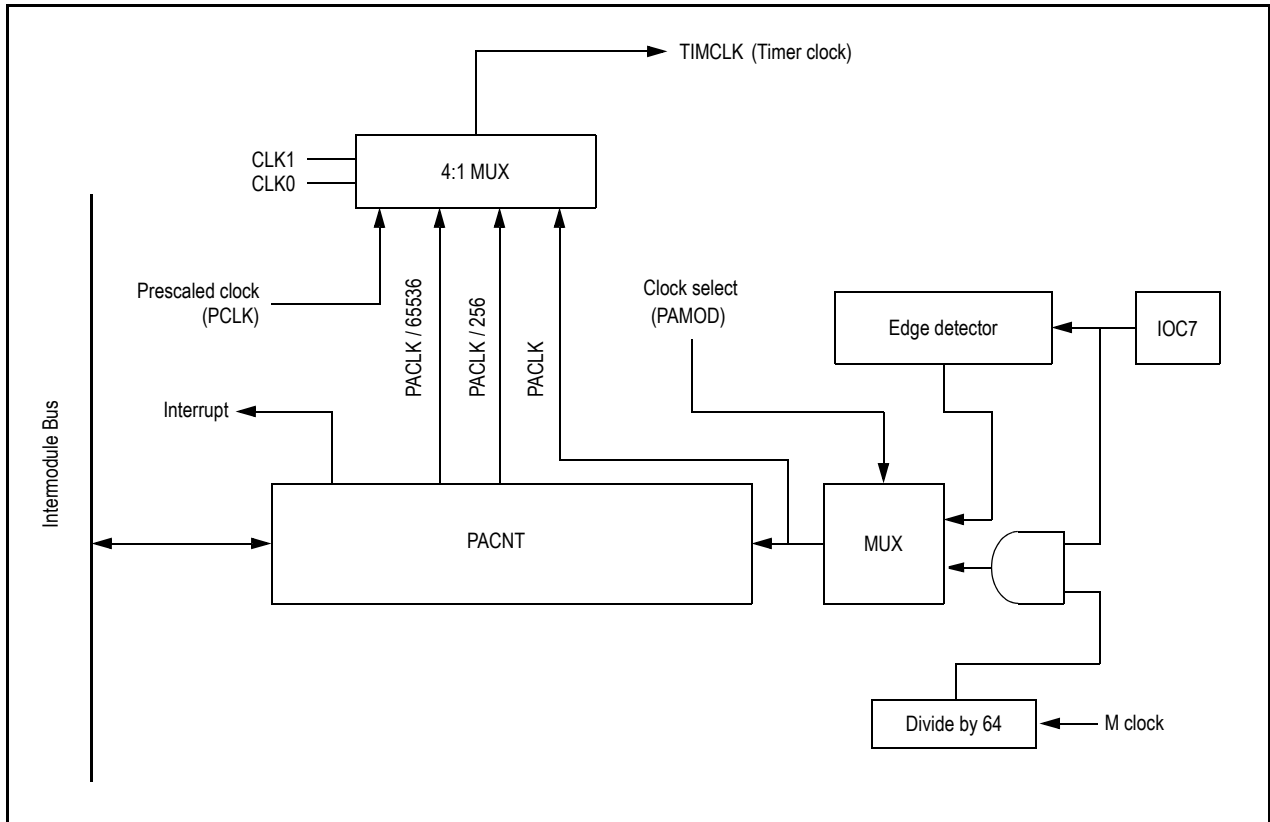 TIMCLK (Timer clock)
CLK1
CLK0
4:1 MUX
Prescaled clock
(PCLK)
PACLK / 65536
PACLK / 256
PACLK
Clock select
(PAMOD)
Edge detector
IOC7
Interrupt
Intermodule Bus
PACNT
MUX
Divide by 64
M clock